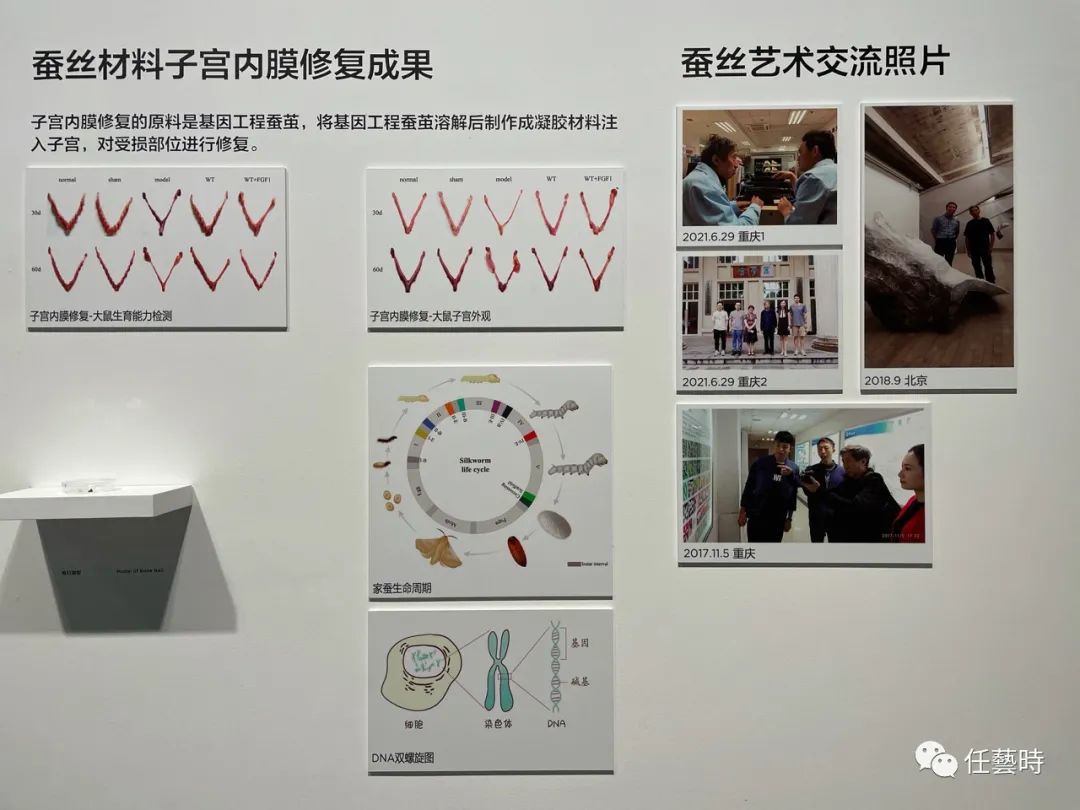 蚕丝材料子宫内膜修复成果
子宫内膜修复的原料是基因工程蚕茧，将基因工程蚕茧溶解后制作成凝胶材料注
入子宫，对受损部位进行修复。
normal sham model WT WT+FGF1
30d
60d
子宫内膜修复-大鼠生育能力检测
normal sham model WT WT+FGF1
30d
60d
子宫内膜修复-大鼠子宫外观
Silkworm
life cycle
家蚕生命周期
基因
碱基
细胞 染色体 DNA
DNA双螺旋图
蚕丝艺术交流照片
2021.6.29 重庆1
2021.6.29 重庆2
2018.9 北京
2017.11.5 重庆
任藝時